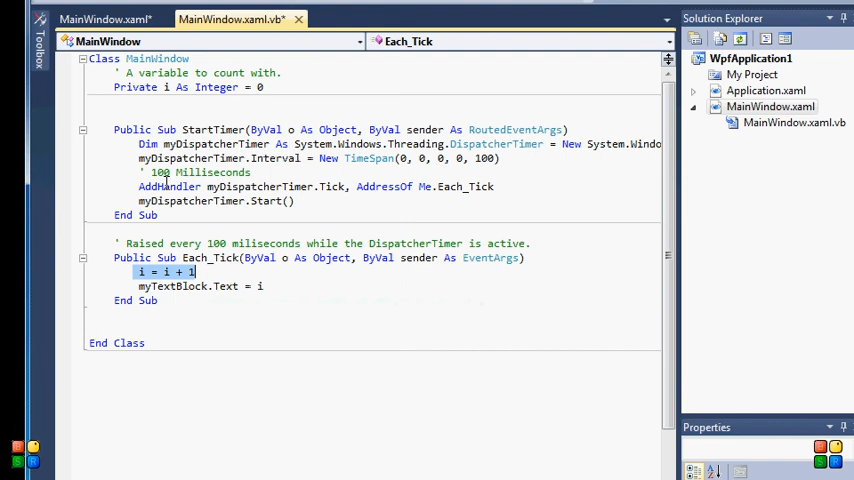 MainWindow.xaml*
MainWindow.xaml.vb*
Solution Explorer
Toolbox
MainWindow
Each_Tick
WpfApplication1
My Project
Application.xaml
MainWindow.xaml
MainWindow.xaml.vb
Class MainWindow
' A variable to count with.
Private i As Integer = 0
Public Sub StartTimer(ByVal o As Object, ByVal sender As RoutedEventArgs)
Dim myDispatcherTimer As System.Windows.Threading.DispatcherTimer = New System.Windo
myDispatcherTimer.Interval = New TimeSpan(0, 0, 0, 0, 100)
' 100 Milliseconds
AddHandler myDispatcherTimer.Tick, AddressOf Me.Each_Tick
myDispatcherTimer.Start()
End Sub
' Raised every 100 miliseconds while the DispatcherTimer is active.
Public Sub Each_Tick(ByVal o As Object, ByVal sender As EventArgs)
i = i + 1
myTextBlock.Text = i
End Sub
End Class
Properties
B
S R
B
S R